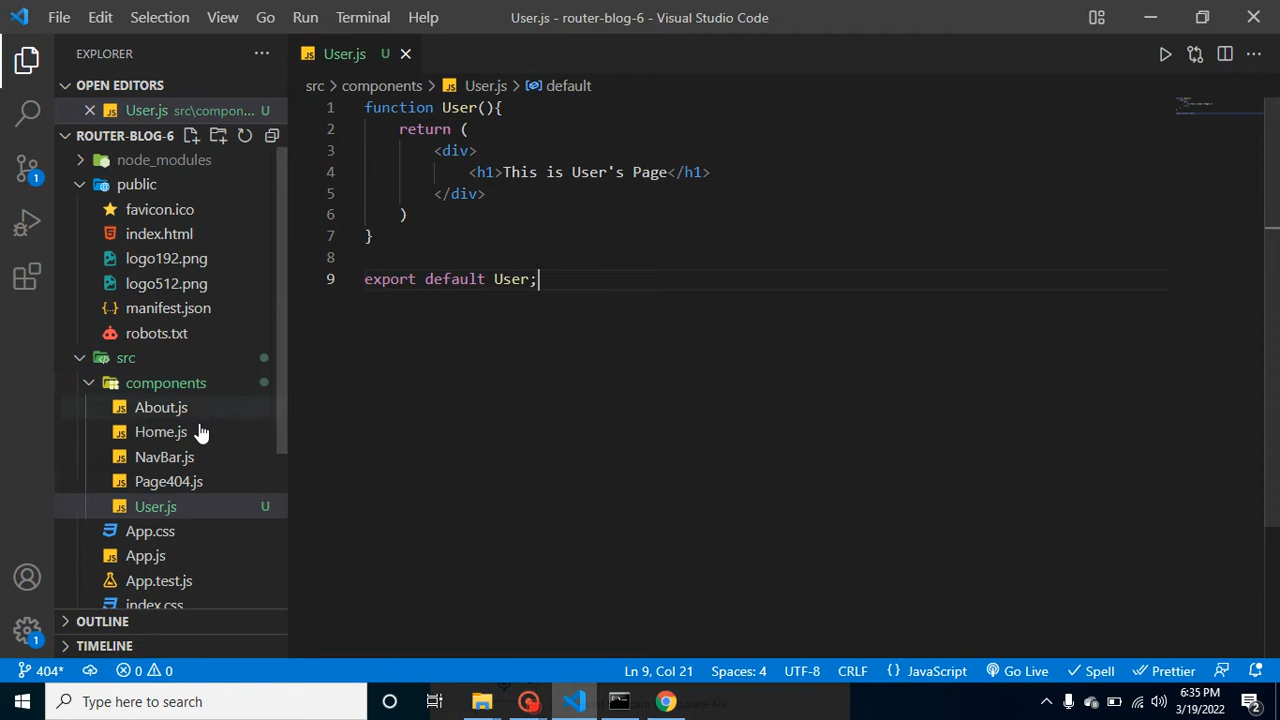 File Edit Selection View Go Run Terminal Help
User.js - router-blog-6 - Visual Studio Code
EXPLORER
User.js U
OPEN EDITORS
User.js src\compon... U
ROUTER-BLOG-6
node_modules
public
favicon.ico
index.html
logo192.png
logo512.png
manifest.json
robots.txt
src
components
About.js
Home.js
NavBar.js
Page404.js
User.js U
App.css
App.js
App.test.js
index.css
OUTLINE
TIMELINE
1
1
src > components > User.js > default
1 function User(){
2 return (
3 <div>
4 <h1>This is User's Page</h1>
5 </div>
6 )
7 }
8
9 export default User;
404* 0 0
Ln 9, Col 21 Spaces: 4 UTF-8 CRLF {} JavaScript Go Live Spell Prettier
Type here to search
6:35 PM
3/19/2022
2